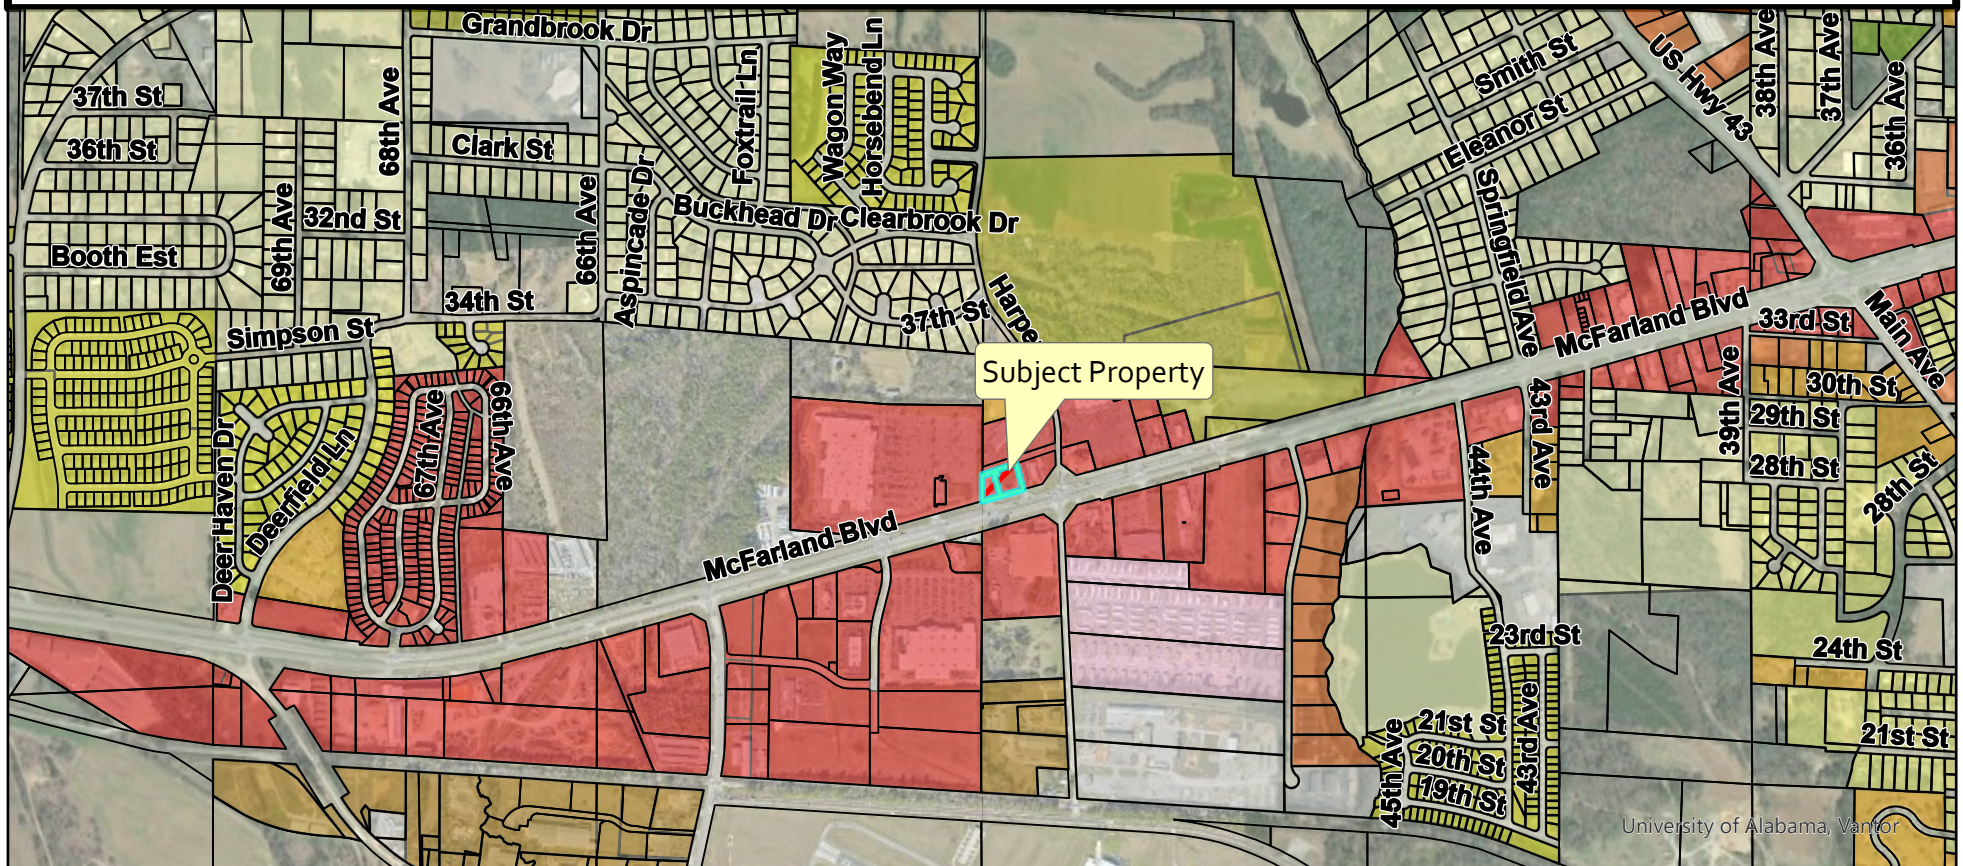 Grandbrook Dr
37th St
36th St
68th Ave
Clark St
Foxtrail Ln
Wagon Way
Horsebend Ln
Smith St
US Hwy 43
38th Ave
37th Ave
36th Ave
Eleanor St
69th Ave
32nd St
66th Ave
Aspincade Dr
Buckhead Dr
Clearbrook Dr
Springfield Ave
Booth Est
34th St
Simpson St
37th St
Harpe
McFarland Blvd
33rd St
Main Ave
Subject Property
66th Ave
67th Ave
39th Ave
30th St
29th St
28th St
28th St
43rd Ave
44th Ave
Deer Haven Dr
Deerfield Ln
McFarland Blvd
23rd St
24th St
21st St
20th St
19th St
45th Ave
43rd Ave
21st St
University of Alabama, Vantor